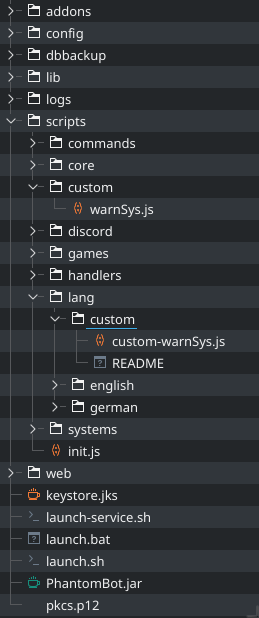 addons
config
dbbackup
lib
logs
scripts
commands
core
custom
warnSys.js
discord
games
handlers
lang
custom
custom-warnSys.js
README
english
german
systems
init.js
web
keystore.jks
launch-service.sh
launch.bat
launch.sh
PhantomBot.jar
pkcs.p12